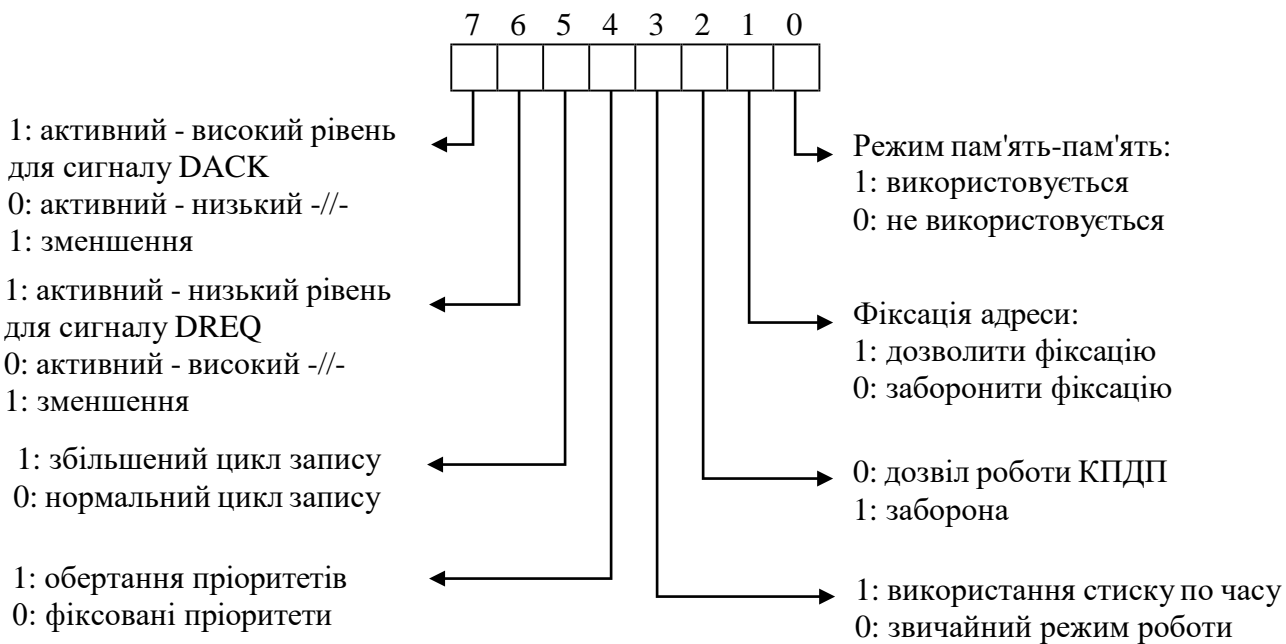 7 6 5 4 3 2 1 0
1: активний - високий рівень
для сигналу DACK
0: активний - низький -//-
1: зменшення
1: активний - низький рівень
для сигналу DREQ
0: активний - високий -//-
1: зменшення
1: збільшений цикл запису
0: нормальний цикл запису
1: обертання пріоритетів
0: фіксовані пріоритети
Режим пам'ять-пам'ять:
1: використовується
0: не використовується
Фіксація адреси:
1: дозволити фіксацію
0: заборонити фіксацію
0: дозвіл роботи КПДП
1: заборона
1: використання стиску по часу
0: звичайний режим роботи